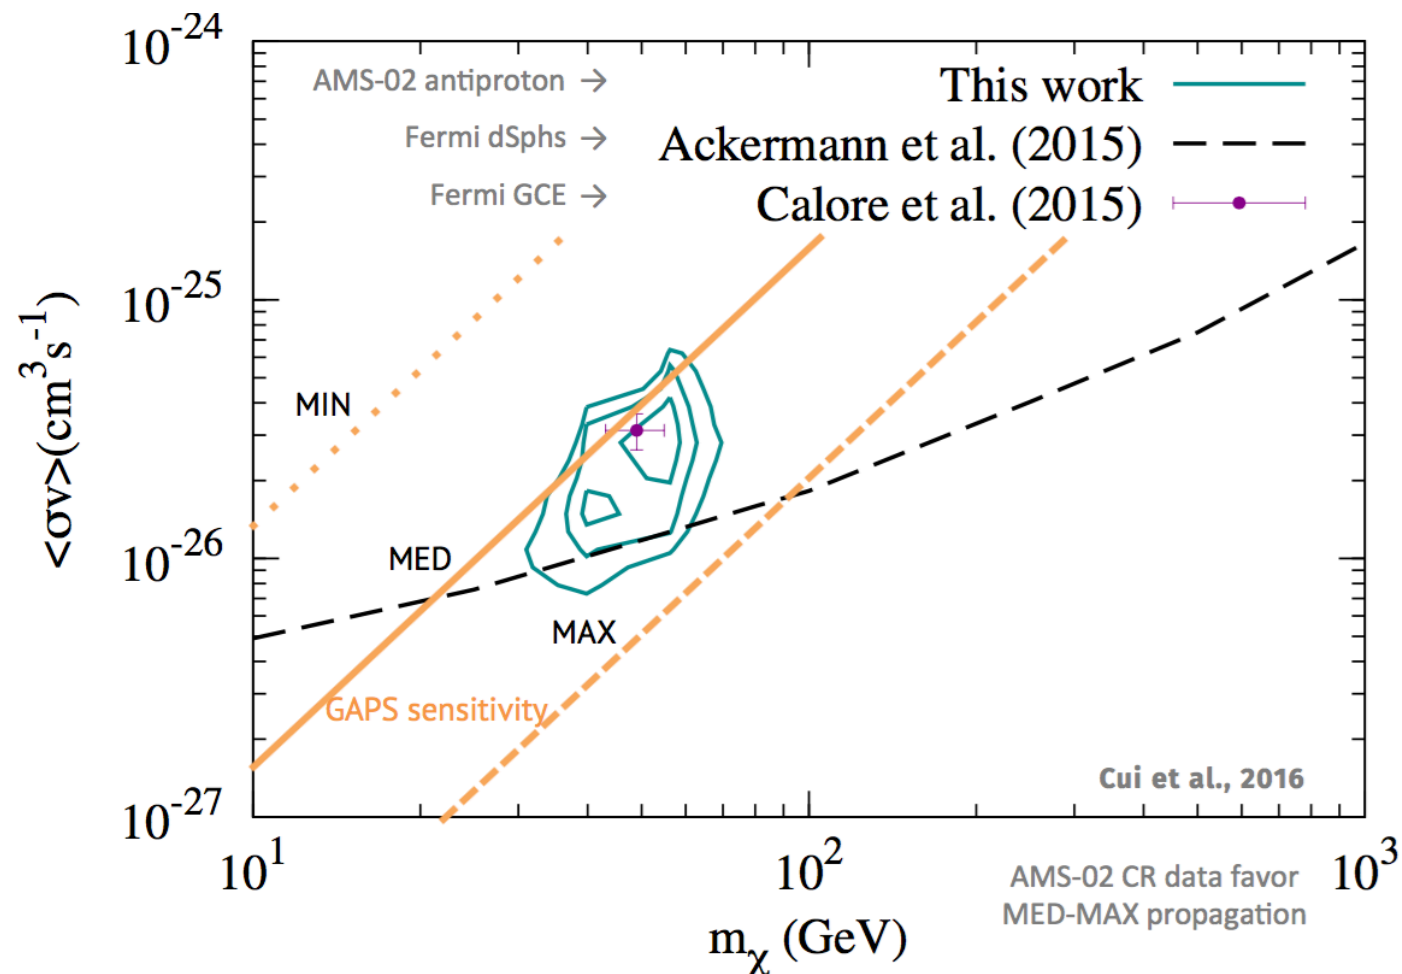 10^-24
AMS-02 antiproton →
This work
Fermi dSphs →
Ackermann et al. (2015)
Fermi GCE →
Calore et al. (2015)
10^-25
<σv>(cm^3s^-1)
MIN
MED
10^-26
MAX
GAPS sensitivity
Cui et al., 2016
10^-27
10^1
10^2
10^3
AMS-02 CR data favor
MED-MAX propagation
m_χ (GeV)